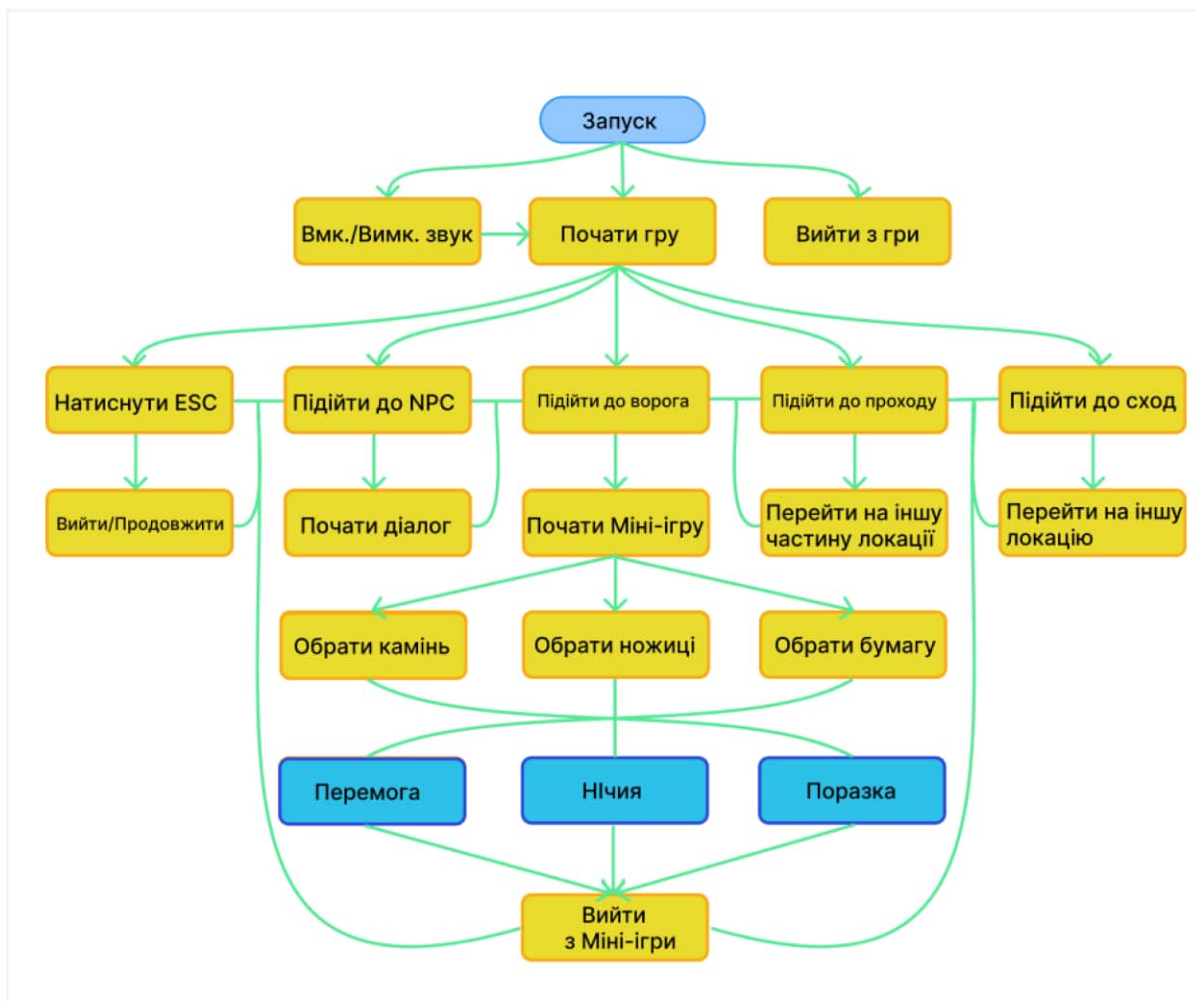 Запуск
Вмк./Вимк. звук
Почати гру
Вийти з гри
Натиснути ESC
Підійти до NPC
Підійти до ворога
Підійти до проходу
Підійти до сход
Вийти/Продовжити
Почати діалог
Почати Міні-ігру
Перейти на іншу
частину локації
Перейти на іншу
локацію
Обрати камінь
Обрати ножиці
Обрати бумагу
Перемога
НІчия
Поразка
Вийти
з Міні-ігри